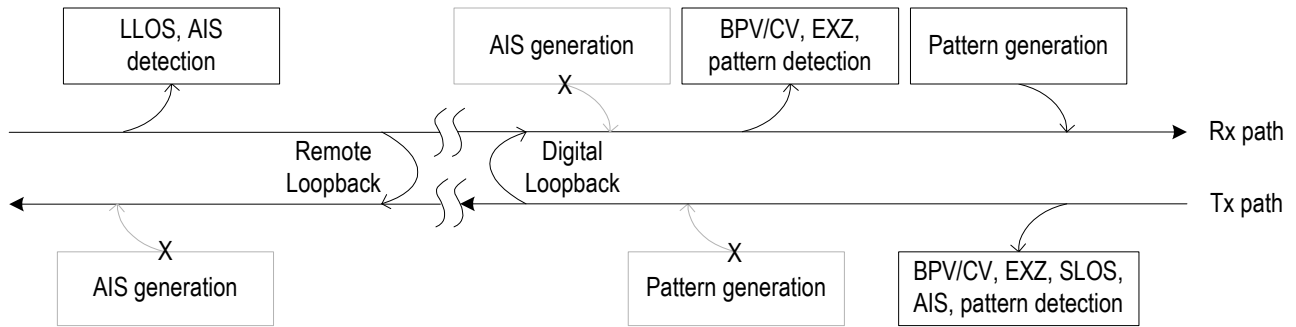 LLOS, AIS
detection
AIS generation
BPV/CV, EXZ,
pattern detection
Pattern generation
X
Rx path
Remote
Loopback
Digital
Loopback
Tx path
X
X
AIS generation
Pattern generation
BPV/CV, EXZ, SLOS,
AIS, pattern detection